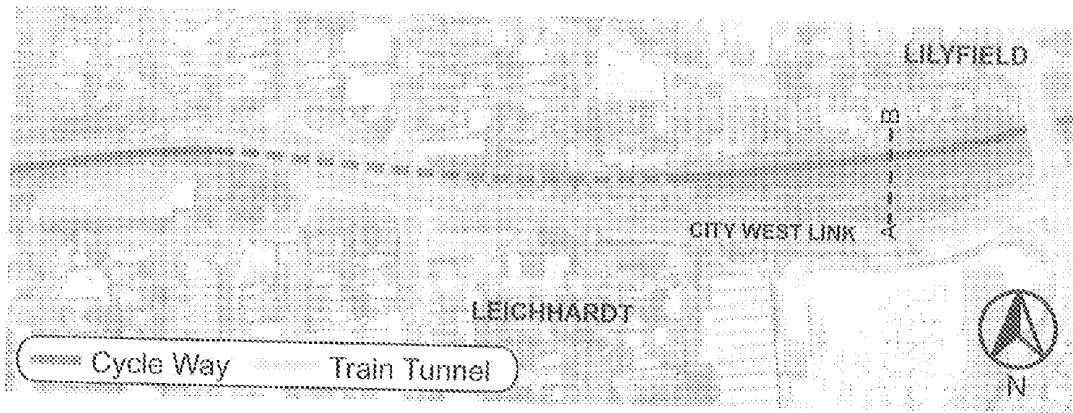 LILYFIELD
B
CITY WEST LINK
A
LEICHHARDT
Cycle Way
Train Tunnel
N